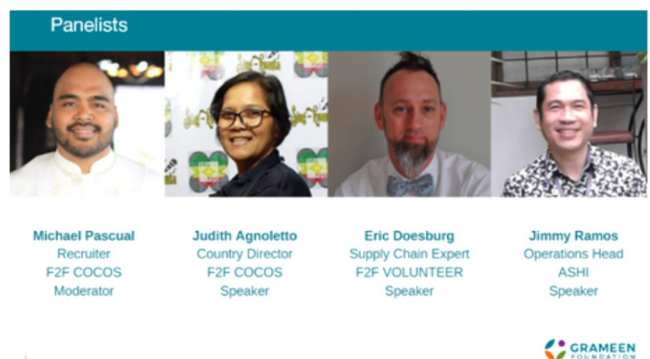 Panelists
Michael Pascual
Recruiter
F2F COCOS
Moderator
Judith Agnoletto
Country Director
F2F COCOS
Speaker
Eric Doesburg
Supply Chain Expert
F2F VOLUNTEER
Speaker
Jimmy Ramos
Operations Head
ASHI
Speaker
GRAMEEN
FOUNDATION